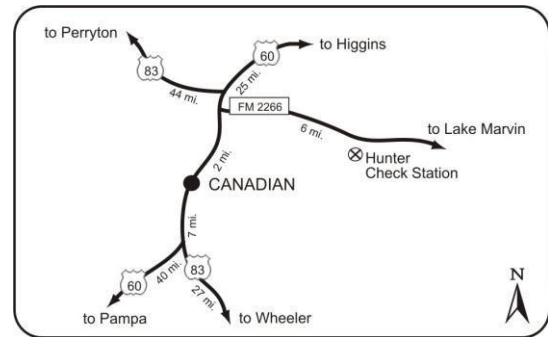 to Perryton
60
to Higgins
83
25 mi.
44 mi.
FM 2266
6 mi.
to Lake Marvin
2 mi.
Hunter
Check Station
CANADIAN
7 mi.
40 mi.
83
60
27 mi.
N
to Pampa
to Wheeler